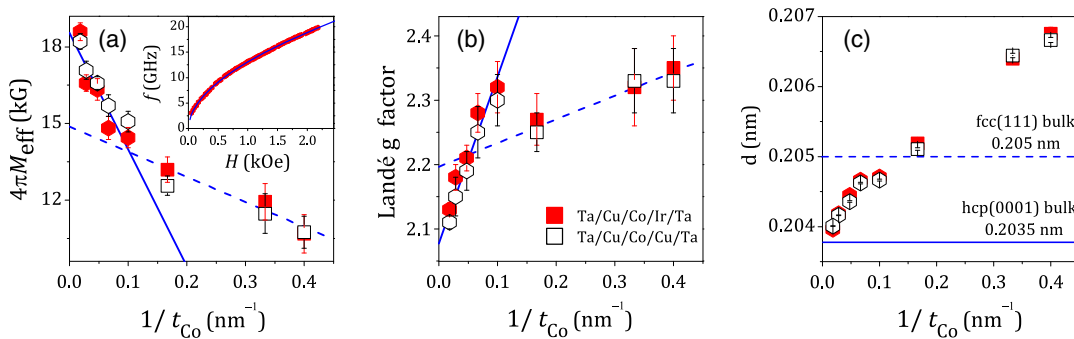 (a)
4πM_eff (kG)
18
15
12
0.0 0.1 0.2 0.3 0.4
1/ t_Co (nm⁻¹)
f (GHz)
20
15
10
5
0
0.0 0.5 1.0 1.5 2.0
H (kOe)
(b)
Landé g factor
2.4
2.3
2.2
2.1
0.0 0.1 0.2 0.3 0.4
1/ t_Co (nm⁻¹)
Ta/Cu/Co/Ir/Ta
Ta/Cu/Co/Cu/Ta
(c)
d (nm)
0.207
0.206
0.205
0.204
fcc(111) bulk
0.205 nm
hcp(0001) bulk
0.2035 nm
0.0 0.1 0.2 0.3 0.4
1/ t_Co (nm⁻¹)